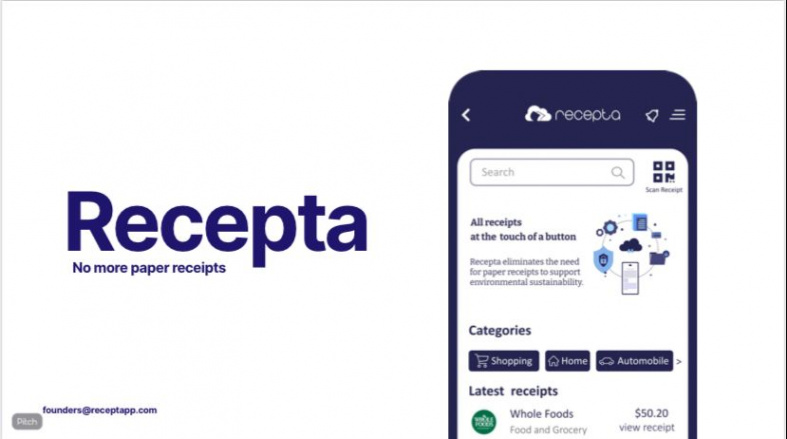 Recepta
No more paper receipts
founders@receptapp.com
Pitch
recepta
Search
Scan Receipt
All receipts
at the touch of a button
Recepta eliminates the need
for paper receipts to support
environmental sustainability.
Categories
Shopping
Home
Automobile
>
Latest receipts
WHOLE
FOODS
Whole Foods
$50.20
Food and Grocery
view receipt